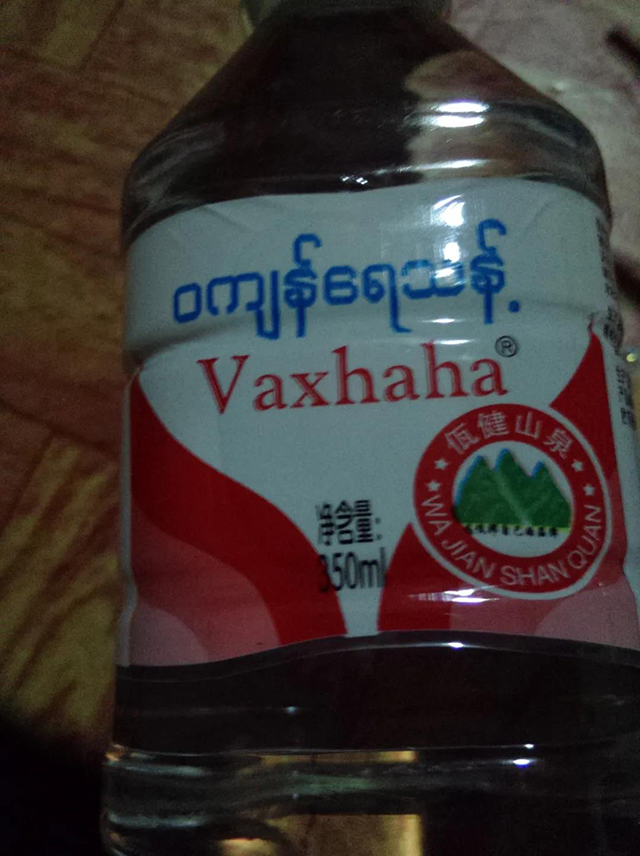 ဝကျန်ရေသန့်
Vaxhaha®
净含量:
350ml
佤健山泉
WA JIAN SHAN QUAN